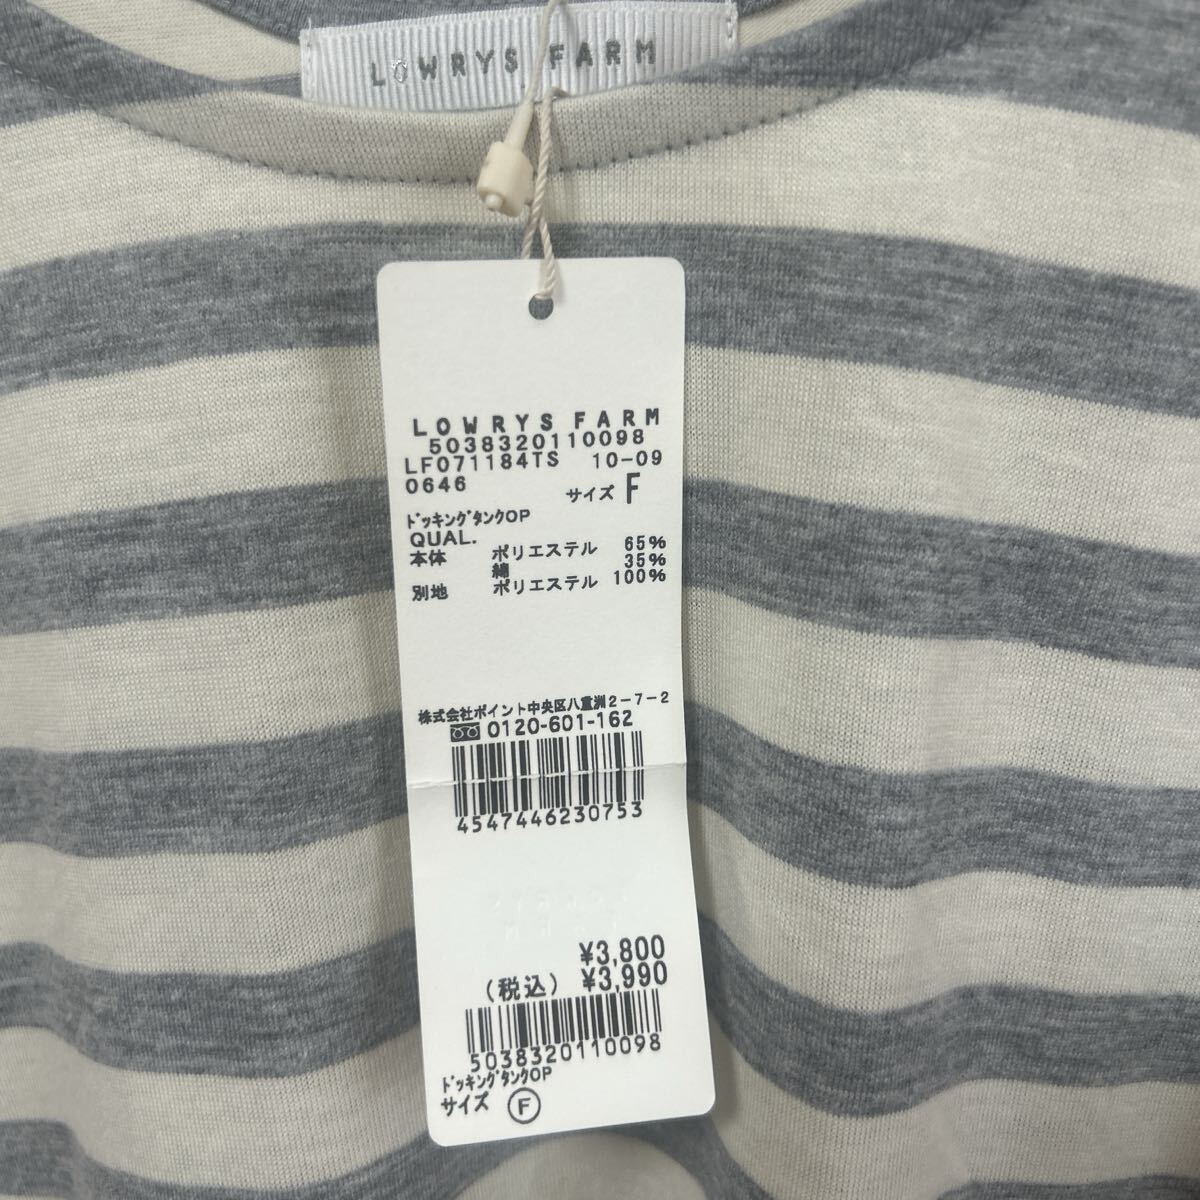 LOWRYS FARM
LOWRYS FARM
5038320110098
LF071184TS 10-09
0646 サイズ F
ﾄﾞｯｷﾝｸﾞﾀﾝｸOP
QUAL.
本体 ポリエステル 65%
綿 35%
別地 ポリエステル 100%
株式会社ポイント中央区八重洲2-7-2
0120-601-162
4547446230753
¥3,800
(税込) ¥3,990
5038320110098
ﾄﾞｯｷﾝｸﾞﾀﾝｸOP
サイズ F